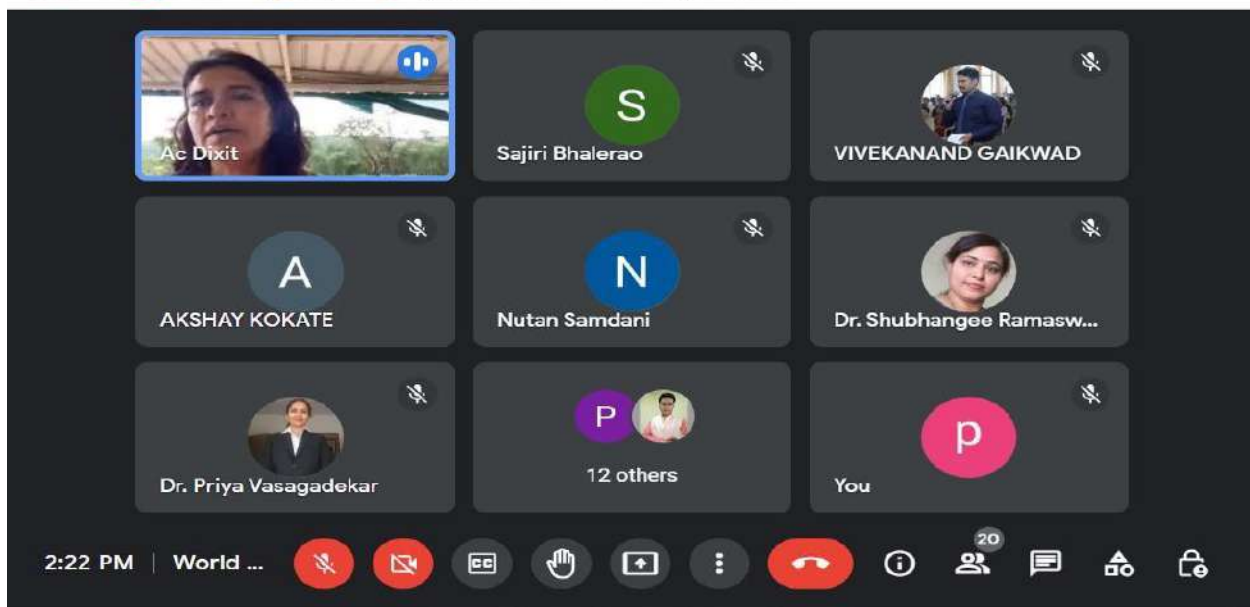 Ac Dixit
S
Sajiri Bhalerao
VIVEKANAND GAIKWAD
A
AKSHAY KOKATE
N
Nutan Samdani
Dr. Shubhangee Ramasw...
Dr. Priya Vasagadekar
P
12 others
p
You
2:22 PM | World ...
CC
20